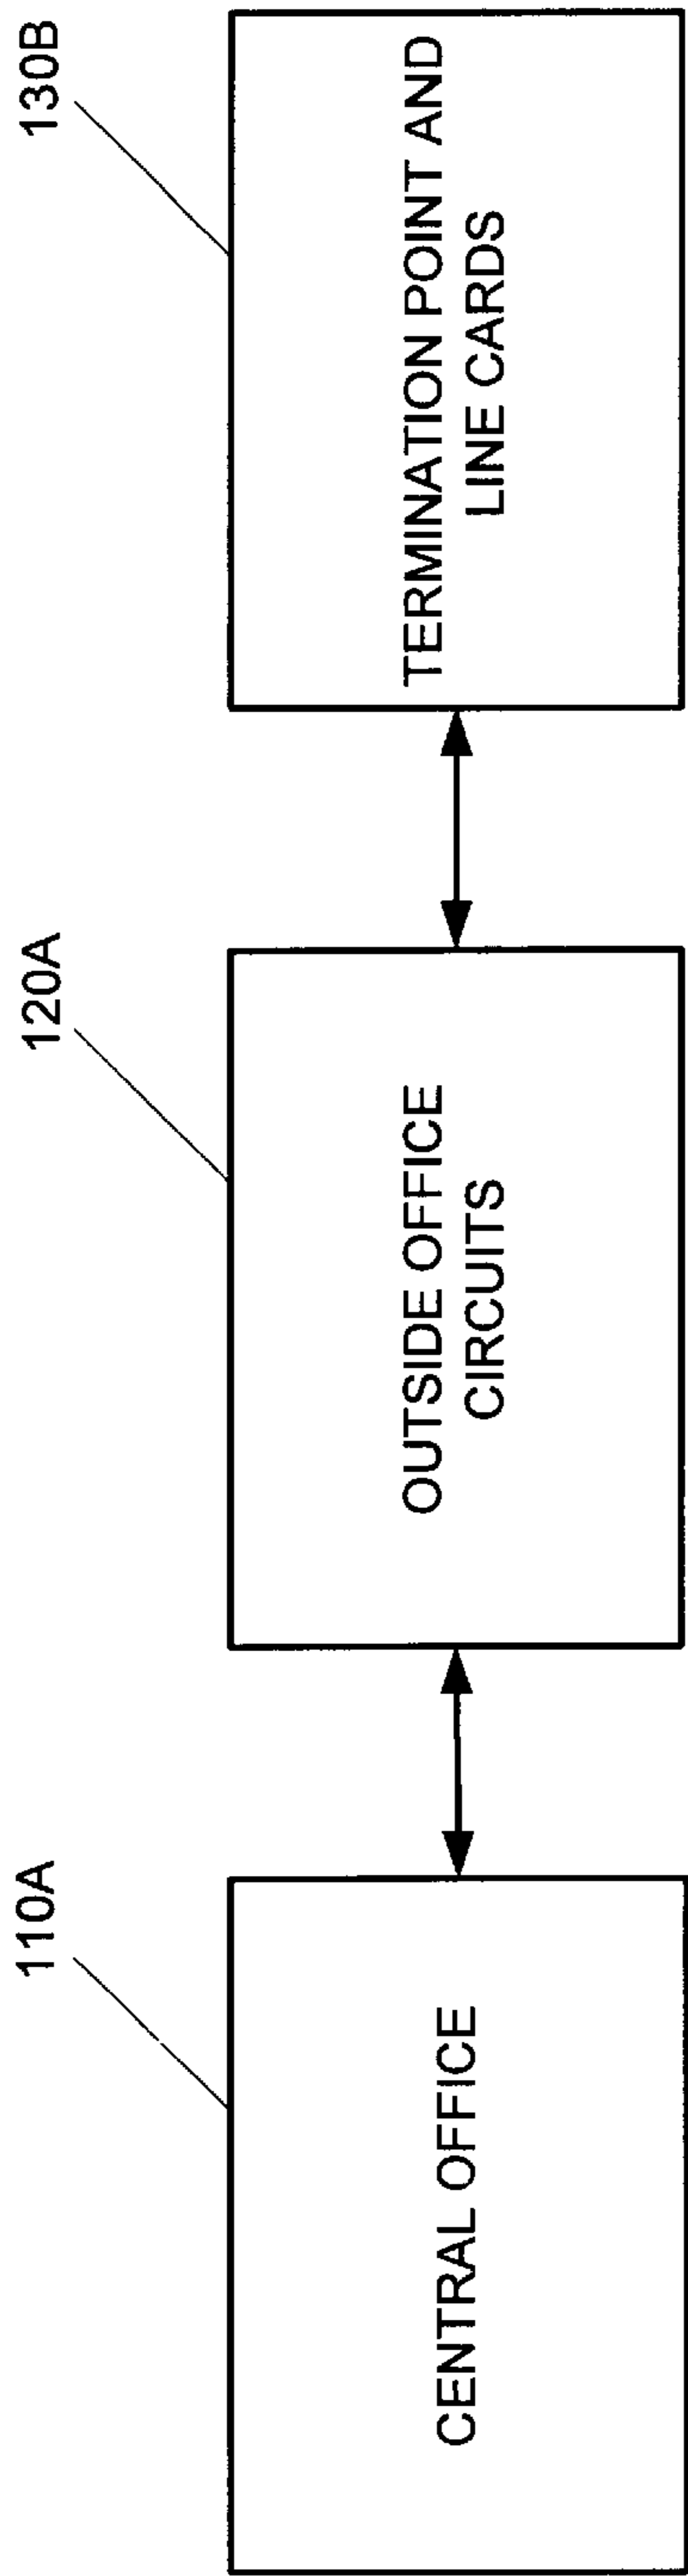 110A
CENTRAL OFFICE
120A
OUTSIDE OFFICE
CIRCUITS
130B
TERMINATION POINT AND
LINE CARDS